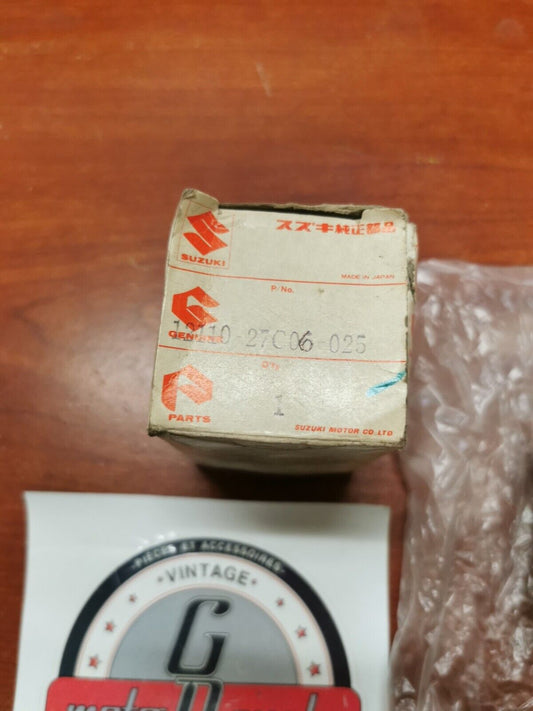 SUZUKI
スズキ純正部品
MADE IN JAPAN
P. No.
GENUINE
12110-27C06-025
Q'ty
PARTS
1
SUZUKI MOTOR CO., LTD
-PIÈCES ET ACCESSOIRES-
VINTAGE
G